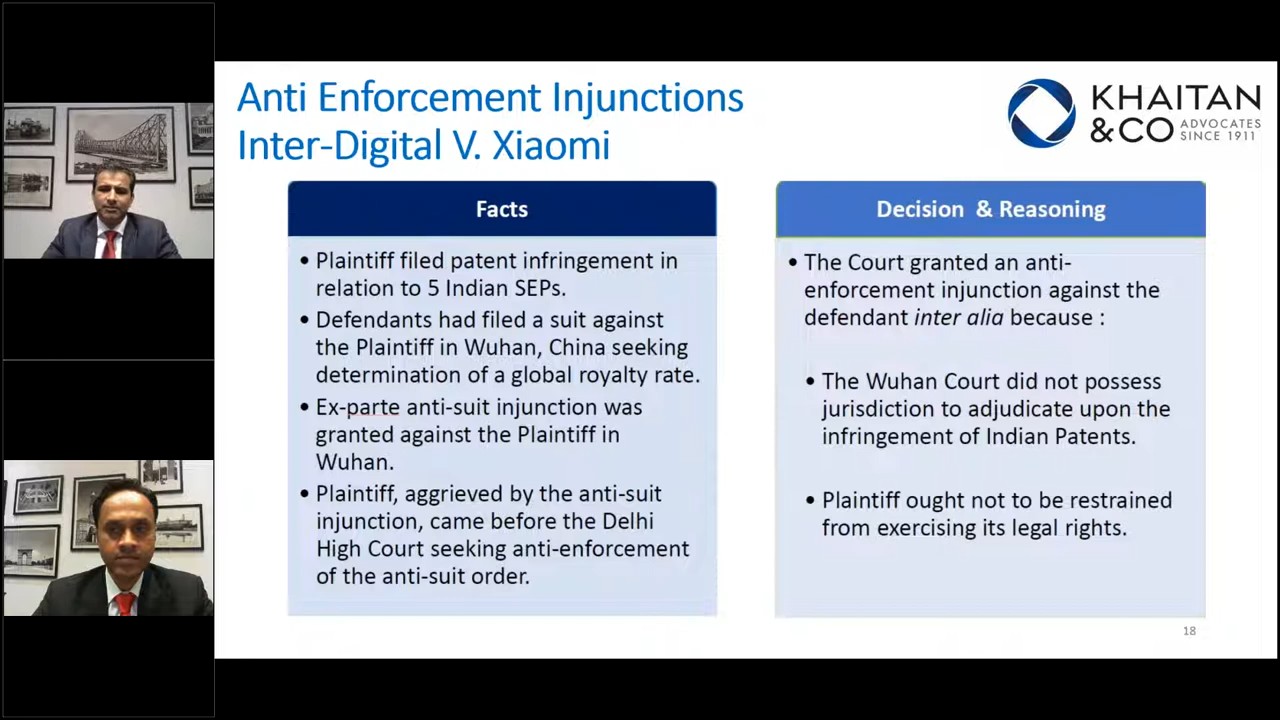 Anti Enforcement Injunctions
Inter-Digital V. Xiaomi
KHAITAN
&CO ADVOCATES
SINCE 1911
Facts
• Plaintiff filed patent infringement in
relation to 5 Indian SEPs.
• Defendants had filed a suit against
the Plaintiff in Wuhan, China seeking
determination of a global royalty rate.
• Ex-parte anti-suit injunction was
granted against the Plaintiff in
Wuhan.
• Plaintiff, aggrieved by the anti-suit
injunction, came before the Delhi
High Court seeking anti-enforcement
of the anti-suit order.
Decision & Reasoning
• The Court granted an anti-
enforcement injunction against the
defendant inter alia because :
• The Wuhan Court did not possess
jurisdiction to adjudicate upon the
infringement of Indian Patents.
• Plaintiff ought not to be restrained
from exercising its legal rights.
18